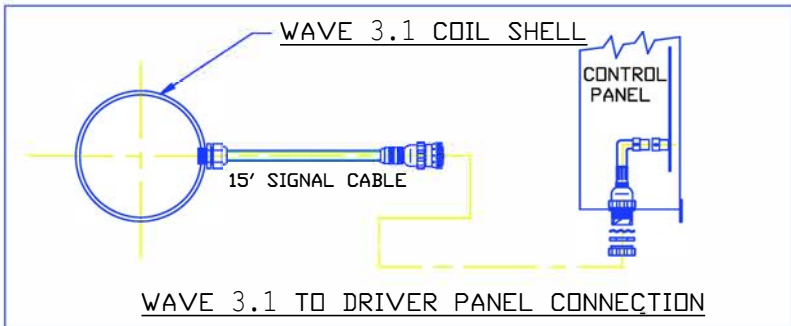 WAVE 3.1 COIL SHELL
CONTROL
PANEL
15' SIGNAL CABLE
WAVE 3.1 TO DRIVER PANEL CONNECTION